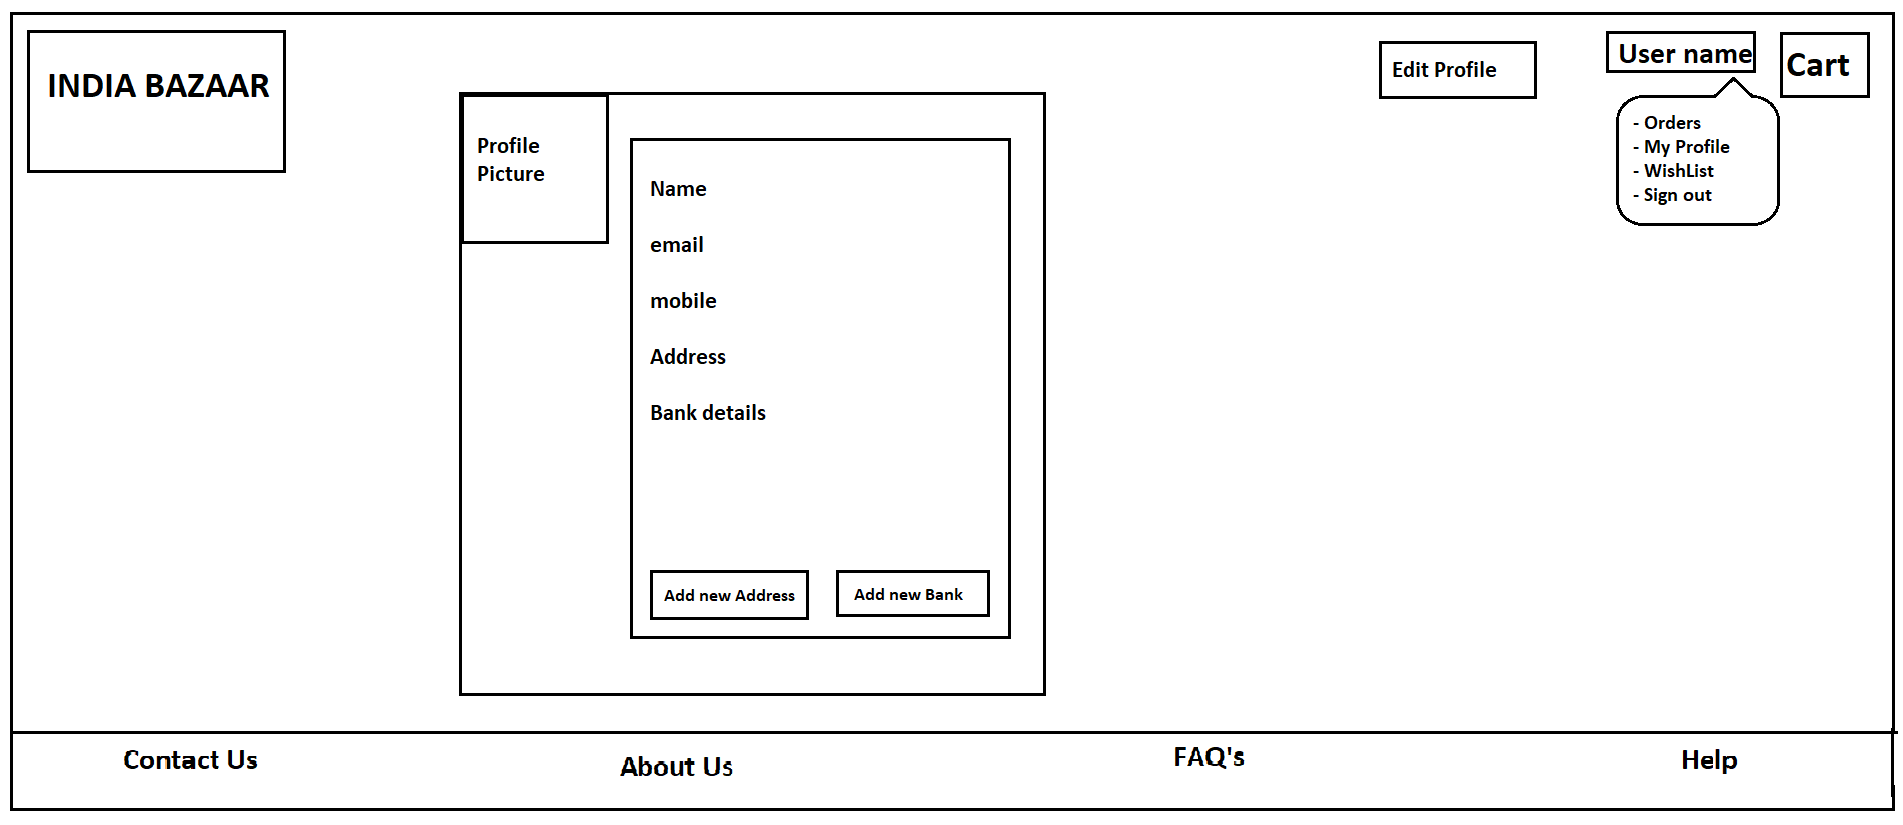 INDIA BAZAAR
Edit Profile
User name
Cart
- Orders
- My Profile
- WishList
- Sign out
Profile
Picture
Name
email
mobile
Address
Bank details
Add new Address
Add new Bank
Contact Us
About Us
FAQ's
Help